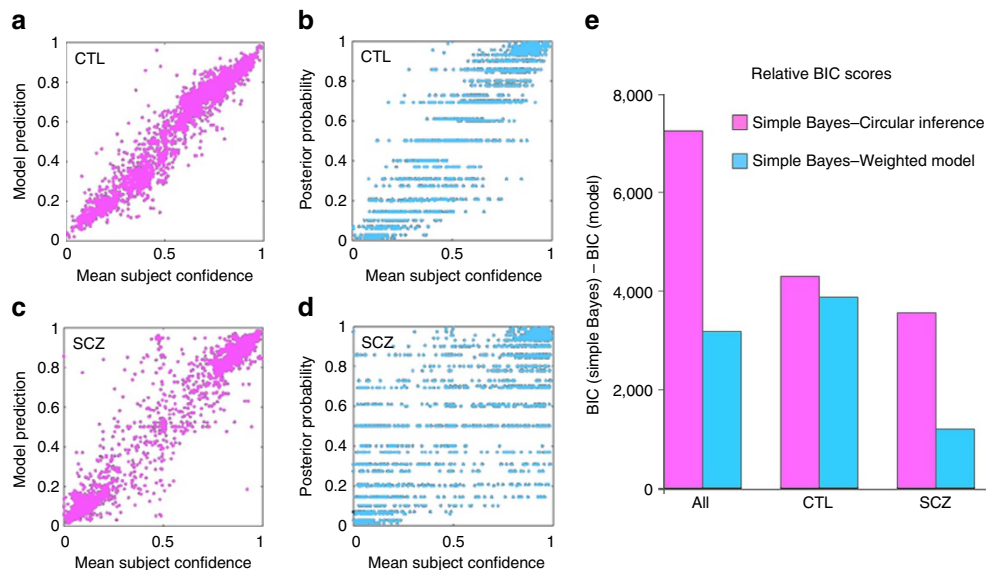 a
CTL
Model prediction
1
0.8
0.6
0.4
0.2
0
0
0.5
1
Mean subject confidence
b
CTL
Posterior probability
1
0.8
0.6
0.4
0.2
0
0
0.5
1
Mean subject confidence
c
SCZ
Model prediction
1
0.8
0.6
0.4
0.2
0
0
0.5
1
Mean subject confidence
d
SCZ
Posterior probability
1
0.8
0.6
0.4
0.2
0
0
0.5
1
Mean subject confidence
e
Relative BIC scores
Simple Bayes–Circular inference
Simple Bayes–Weighted model
BIC (simple Bayes) – BIC (model)
8,000
6,000
4,000
2,000
0
All
CTL
SCZ